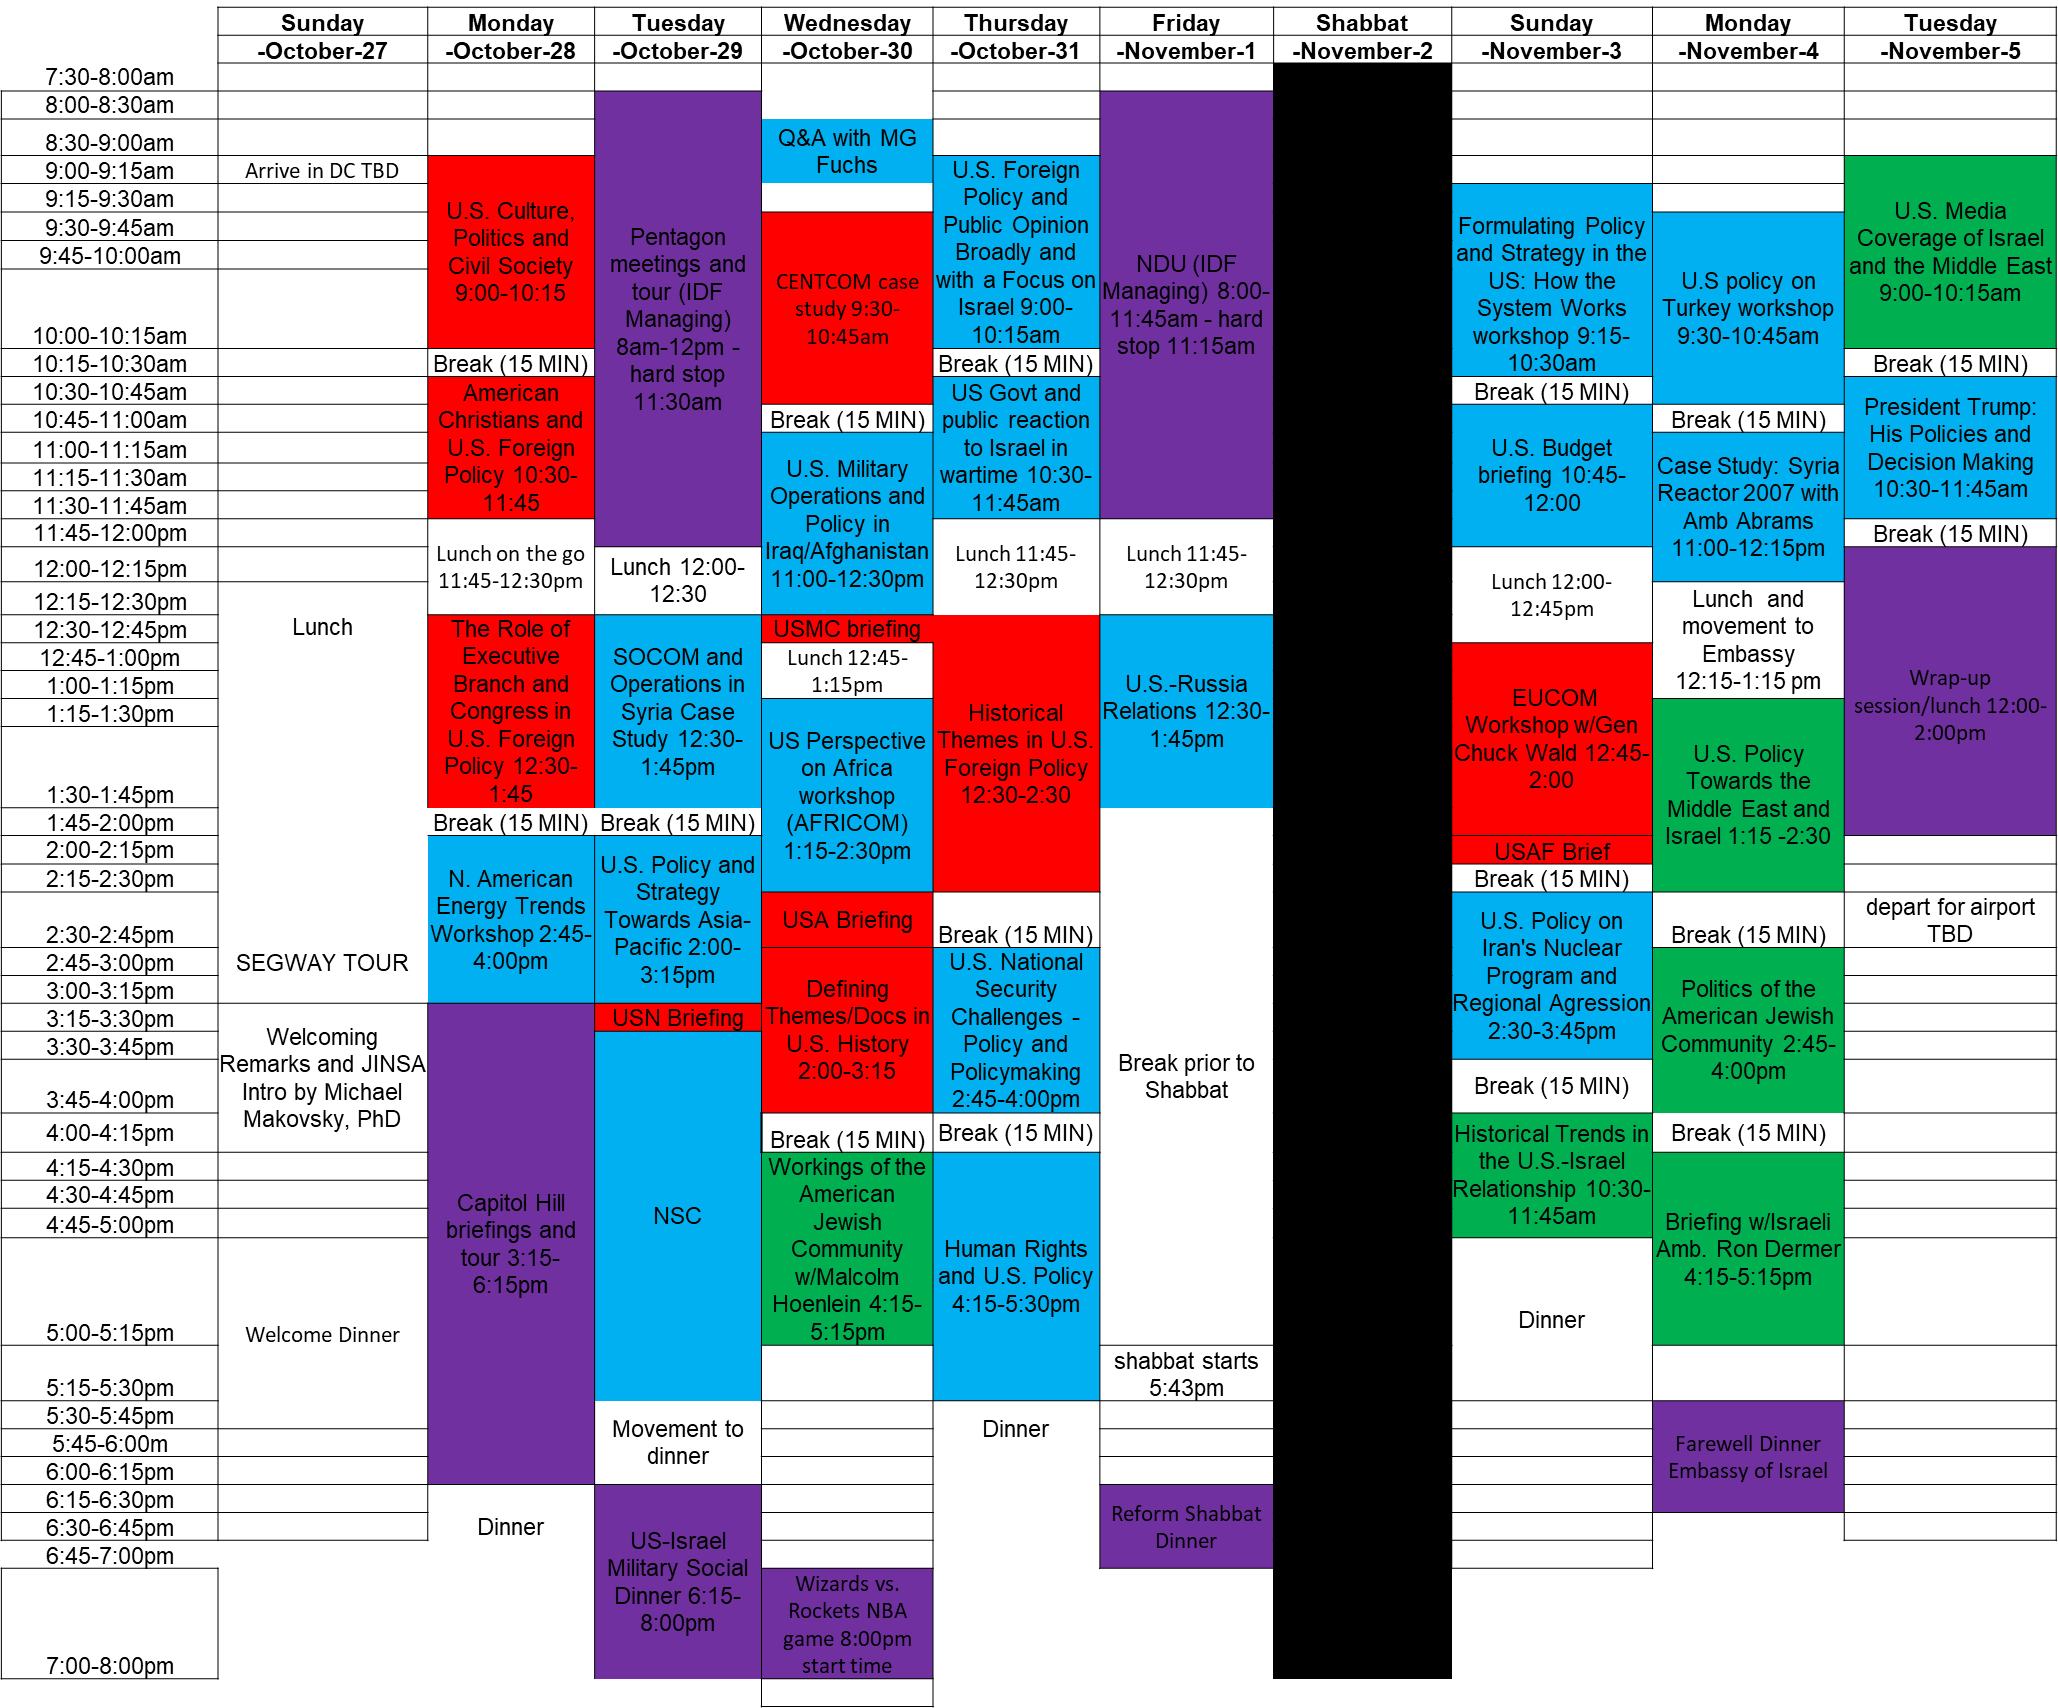 Sunday Monday Tuesday Wednesday Thursday Friday Shabbat Sunday Monday Tuesday
-October-27 -October-28 -October-29 -October-30 -October-31 -November-1 -November-2 -November-3 -November-4 -November-5
7:30-8:00am
8:00-8:30am
8:30-9:00am
9:00-9:15am
9:15-9:30am
9:30-9:45am
9:45-10:00am
10:00-10:15am
10:15-10:30am
10:30-10:45am
10:45-11:00am
11:00-11:15am
11:15-11:30am
11:30-11:45am
11:45-12:00pm
12:00-12:15pm
12:15-12:30pm
12:30-12:45pm
12:45-1:00pm
1:00-1:15pm
1:15-1:30pm
1:30-1:45pm
1:45-2:00pm
2:00-2:15pm
2:15-2:30pm
2:30-2:45pm
2:45-3:00pm
3:00-3:15pm
3:15-3:30pm
3:30-3:45pm
3:45-4:00pm
4:00-4:15pm
4:15-4:30pm
4:30-4:45pm
4:45-5:00pm
5:00-5:15pm
5:15-5:30pm
5:30-5:45pm
5:45-6:00m
6:00-6:15pm
6:15-6:30pm
6:30-6:45pm
6:45-7:00pm
7:00-8:00pm
Arrive in DC TBD
Lunch
SEGWAY TOUR
Welcoming
Remarks and JINSA
Intro by Michael
Makovsky, PhD
Welcome Dinner
U.S. Culture,
Politics and
Civil Society
9:00-10:15
Break (15 MIN)
American
Christians and
U.S. Foreign
Policy 10:30-
11:45
Lunch on the go
11:45-12:30pm
The Role of
Executive
Branch and
Congress in
U.S. Foreign
Policy 12:30-
1:45
Break (15 MIN)
N. American
Energy Trends
Workshop 2:45-
4:00pm
Capitol Hill
briefings and
tour 3:15-
6:15pm
Dinner
Pentagon
meetings and
tour (IDF
Managing)
8am-12pm -
hard stop
11:30am
Lunch 12:00-
12:30
SOCOM and
Operations in
Syria Case
Study 12:30-
1:45pm
Break (15 MIN)
U.S. Policy and
Strategy
Towards Asia-
Pacific 2:00-
3:15pm
USN Briefing
NSC
Movement to
dinner
US-Israel
Military Social
Dinner 6:15-
8:00pm
Q&A with MG
Fuchs
CENTCOM case
study 9:30-
10:45am
Break (15 MIN)
U.S. Military
Operations and
Policy in
Iraq/Afghanistan
11:00-12:30pm
USMC briefing
Lunch 12:45-
1:15pm
US Perspective
on Africa
workshop
(AFRICOM)
1:15-2:30pm
USA Briefing
Defining
Themes/Docs in
U.S. History
2:00-3:15
Break (15 MIN)
Workings of the
American
Jewish
Community
w/Malcolm
Hoenlein 4:15-
5:15pm
Wizards vs.
Rockets NBA
game 8:00pm
start time
U.S. Foreign
Policy and
Public Opinion
Broadly and
with a Focus on
Israel 9:00-
10:15am
Break (15 MIN)
US Govt and
public reaction
to Israel in
wartime 10:30-
11:45am
Lunch 11:45-
12:30pm
Historical
Themes in U.S.
Foreign Policy
12:30-2:30
Break (15 MIN)
U.S. National
Security
Challenges -
Policy and
Policymaking
2:45-4:00pm
Break (15 MIN)
Human Rights
and U.S. Policy
4:15-5:30pm
Dinner
NDU (IDF
Managing) 8:00-
11:45am - hard
stop 11:15am
Lunch 11:45-
12:30pm
U.S.-Russia
Relations 12:30-
1:45pm
Break prior to
Shabbat
shabbat starts
5:43pm
Reform Shabbat
Dinner
Formulating Policy
and Strategy in the
US: How the
System Works
workshop 9:15-
10:30am
Break (15 MIN)
U.S. Budget
briefing 10:45-
12:00
Lunch 12:00-
12:45pm
EUCOM
Workshop w/Gen
Chuck Wald 12:45-
2:00
USAF Brief
Break (15 MIN)
U.S. Policy on
Iran's Nuclear
Program and
Regional Agression
2:30-3:45pm
Break (15 MIN)
Historical Trends in
the U.S.-Israel
Relationship 10:30-
11:45am
Dinner
U.S policy on
Turkey workshop
9:30-10:45am
Break (15 MIN)
Case Study: Syria
Reactor 2007 with
Amb Abrams
11:00-12:15pm
Lunch and
movement to
Embassy
12:15-1:15 pm
U.S. Policy
Towards the
Middle East and
Israel 1:15 -2:30
Break (15 MIN)
Politics of the
American Jewish
Community 2:45-
4:00pm
Break (15 MIN)
Briefing w/Israeli
Amb. Ron Dermer
4:15-5:15pm
Farewell Dinner
Embassy of Israel
U.S. Media
Coverage of Israel
and the Middle East
9:00-10:15am
Break (15 MIN)
President Trump:
His Policies and
Decision Making
10:30-11:45am
Break (15 MIN)
Wrap-up
session/lunch 12:00-
2:00pm
depart for airport
TBD